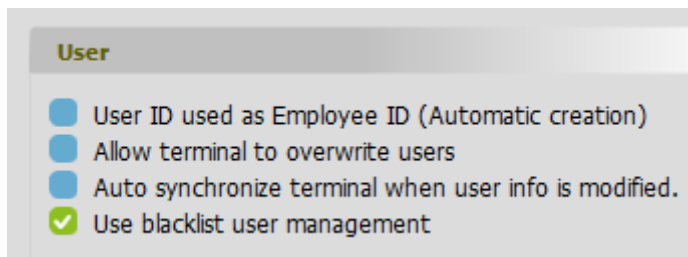 User
User ID used as Employee ID (Automatic creation)
Allow terminal to overwrite users
Auto synchronize terminal when user info is modified.
Use blacklist user management